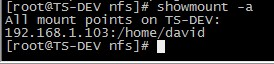 [root@TS-DEV nfs]# showmount -a
All mount points on TS-DEV:
192.168.1.103:/home/david
[root@TS-DEV nfs]#